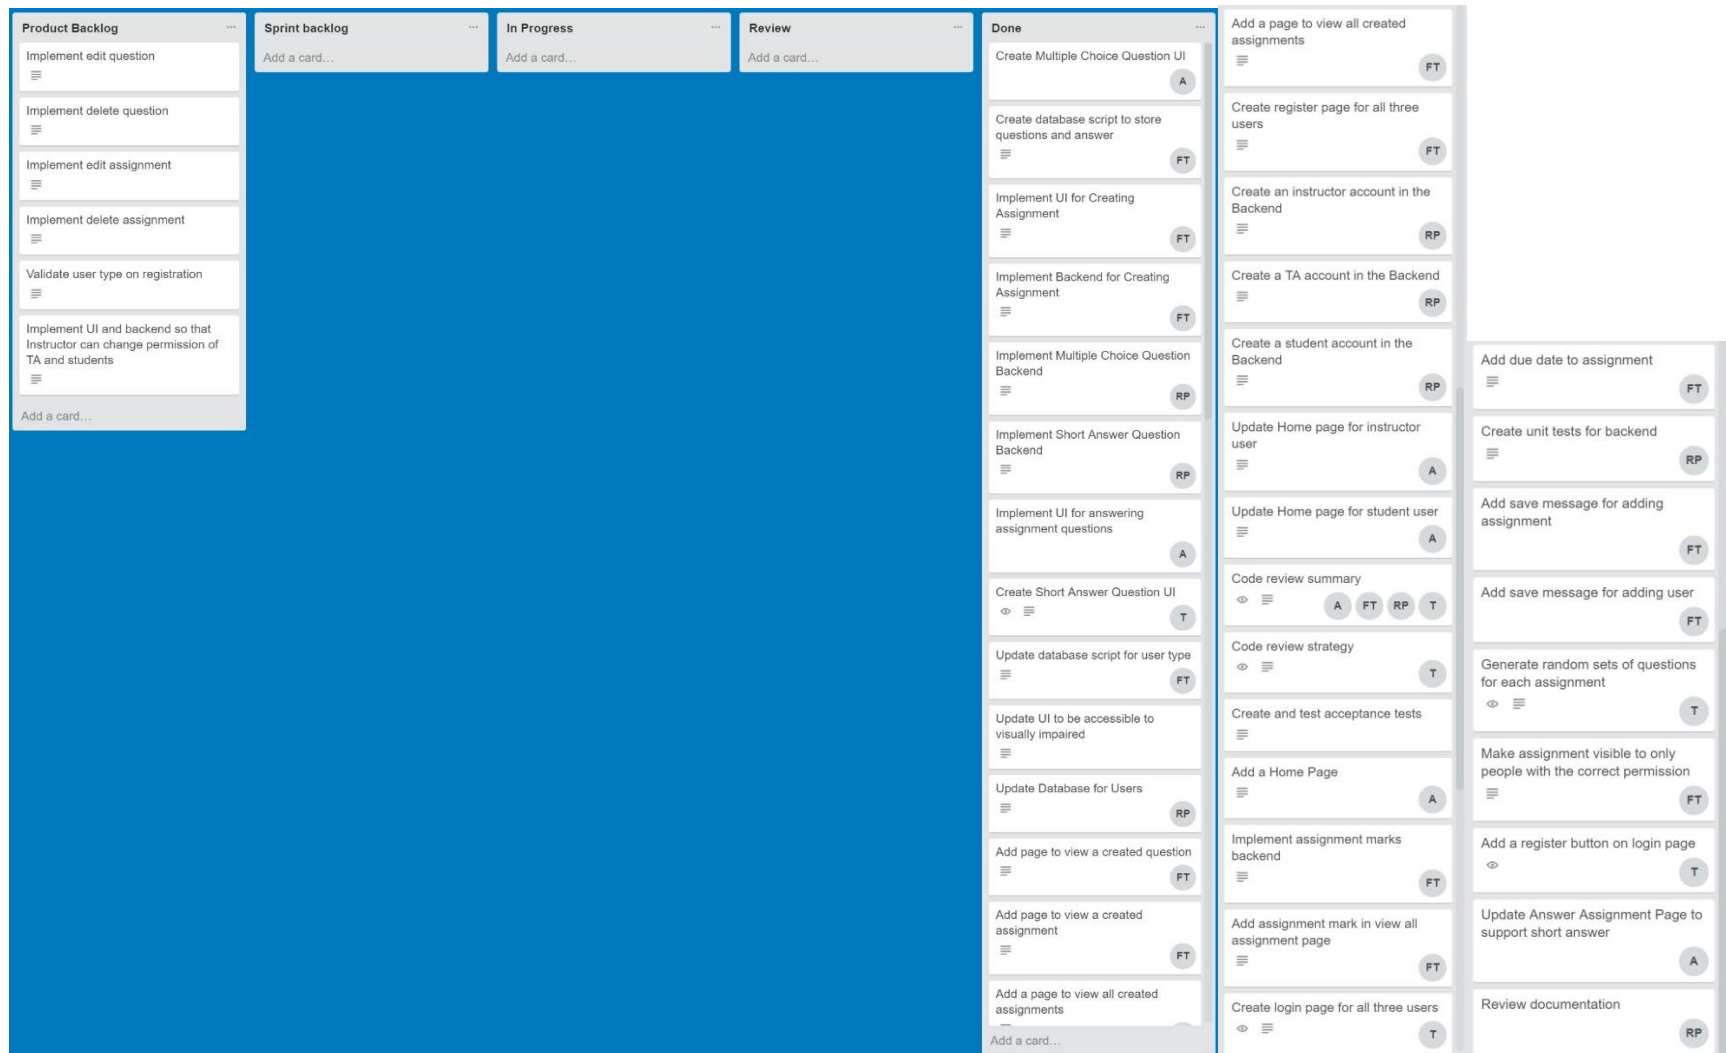 Product Backlog
Implement edit question
Implement delete question
Implement edit assignment
Implement delete assignment
Validate user type on registration
Implement UI and backend so that
Instructor can change permission of
TA and students
Add a card...
Sprint backlog
Add a card...
In Progress
Add a card...
Review
Add a card...
Done
Create Multiple Choice Question UI
A
Create database script to store
questions and answer
FT
Implement UI for Creating
Assignment
FT
Implement Backend for Creating
Assignment
FT
Implement Multiple Choice Question
Backend
RP
Implement Short Answer Question
Backend
RP
Implement UI for answering
assignment questions
A
Create Short Answer Question UI
T
Update database script for user type
FT
Update UI to be accessible to
visually impaired
Update Database for Users
RP
Add page to view a created question
FT
Add page to view a created
assignment
FT
Add a page to view all created
assignments
Add a card...
Add a page to view all created
assignments
FT
Create register page for all three
users
FT
Create an instructor account in the
Backend
RP
Create a TA account in the Backend
RP
Create a student account in the
Backend
RP
Update Home page for instructor
user
A
Update Home page for student user
A
Code review summary
A FT RP T
Code review strategy
T
Create and test acceptance tests
Add a Home Page
A
Implement assignment marks
backend
FT
Add assignment mark in view all
assignment page
FT
Create login page for all three users
T
Add due date to assignment
FT
Create unit tests for backend
RP
Add save message for adding
assignment
FT
Add save message for adding user
FT
Generate random sets of questions
for each assignment
T
Make assignment visible to only
people with the correct permission
FT
Add a register button on login page
T
Update Answer Assignment Page to
support short answer
A
Review documentation
RP